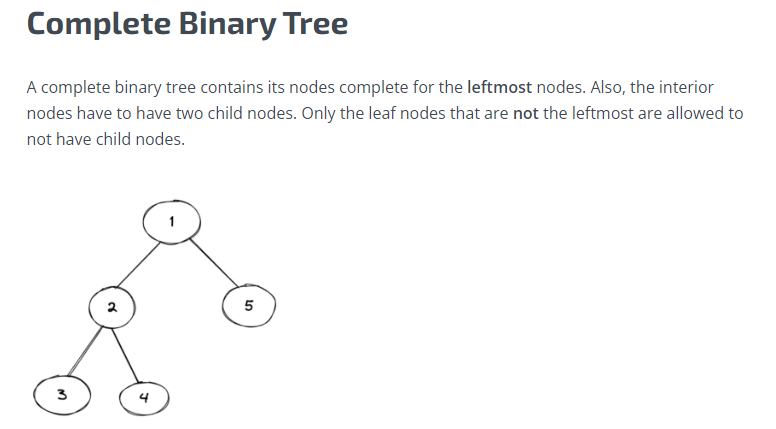 Complete Binary Tree
A complete binary tree contains its nodes complete for the leftmost nodes. Also, the interior
nodes have to have two child nodes. Only the leaf nodes that are not the leftmost are allowed to
not have child nodes.
1
2
5
3
4